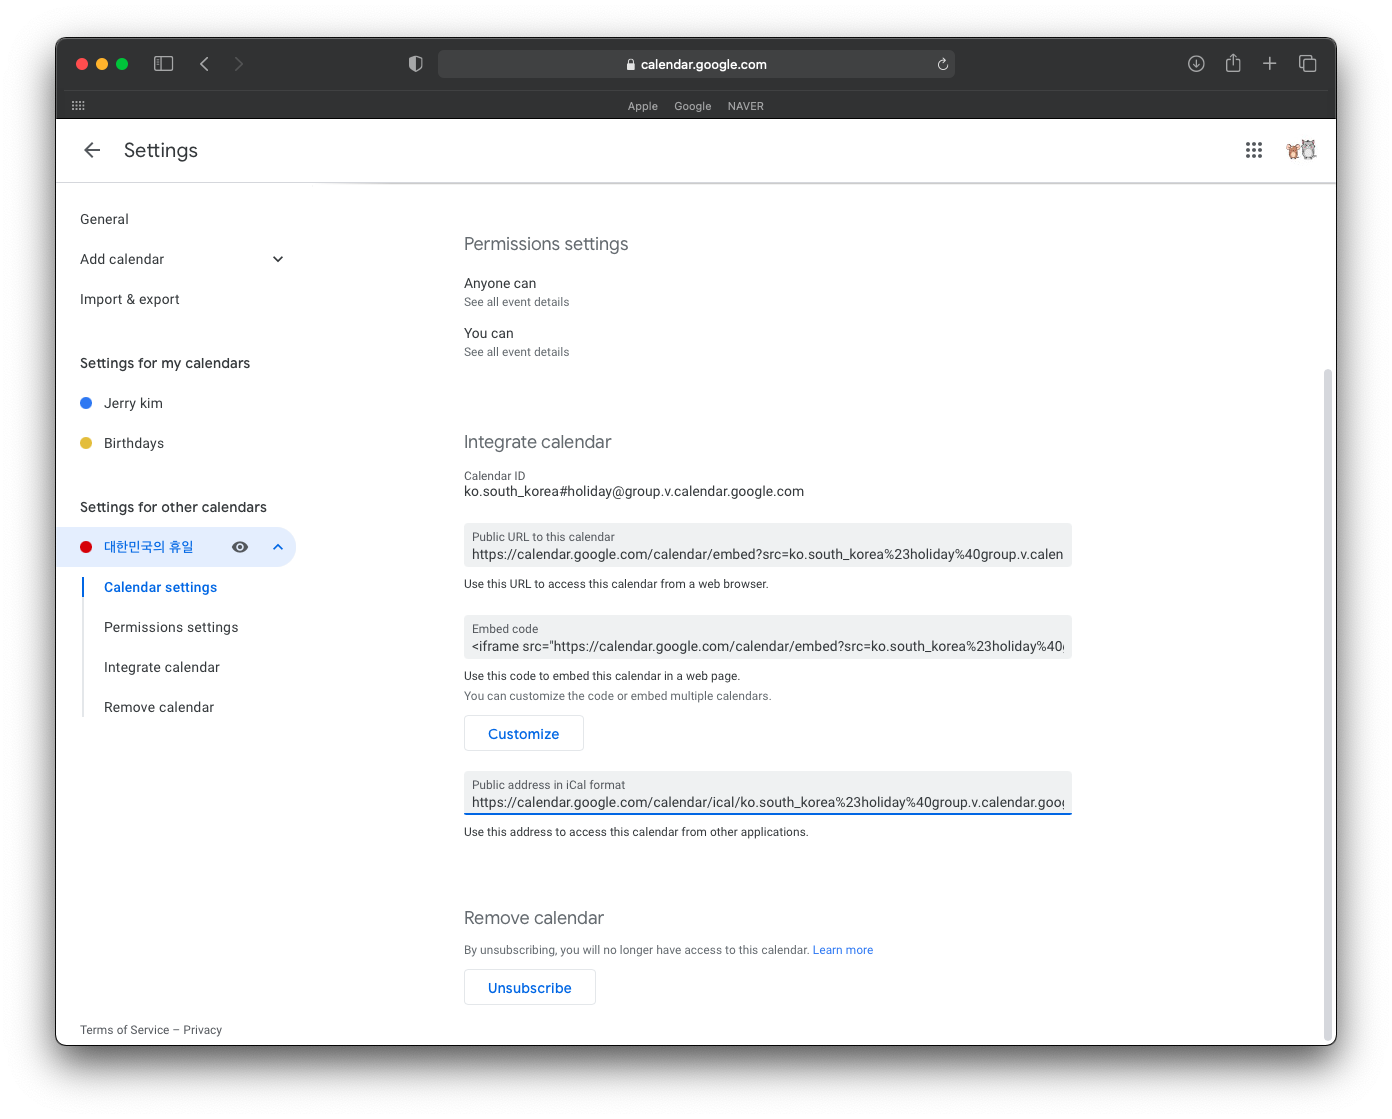 calendar.google.com
Apple Google NAVER
Settings
General
Add calendar
Import & export
Settings for my calendars
Jerry kim
Birthdays
Settings for other calendars
대한민국의 휴일
Calendar settings
Permissions settings
Integrate calendar
Remove calendar
Terms of Service – Privacy
Permissions settings
Anyone can
See all event details
You can
See all event details
Integrate calendar
Calendar ID
ko.south_korea#holiday@group.v.calendar.google.com
Public URL to this calendar
https://calendar.google.com/calendar/embed?src=ko.south_korea%23holiday%40group.v.calen
Use this URL to access this calendar from a web browser.
Embed code
<iframe src="https://calendar.google.com/calendar/embed?src=ko.south_korea%23holiday%40
Use this code to embed this calendar in a web page.
You can customize the code or embed multiple calendars.
Customize
Public address in iCal format
https://calendar.google.com/calendar/ical/ko.south_korea%23holiday%40group.v.calendar.goog
Use this address to access this calendar from other applications.
Remove calendar
By unsubscribing, you will no longer have access to this calendar. Learn more
Unsubscribe